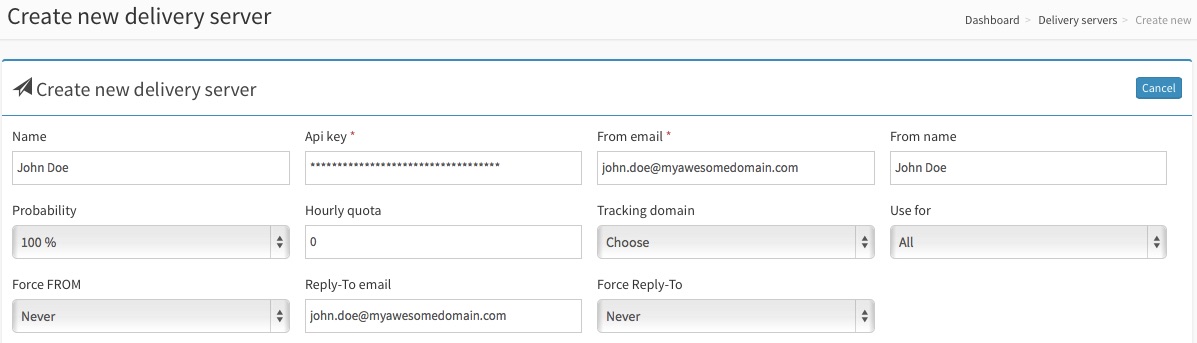 Create new delivery server
Dashboard > Delivery servers > Create new
Create new delivery server
Cancel
Name Api key * From email * From name
John Doe *********************************** john.doe@myawesomedomain.com John Doe
Probability Hourly quota Tracking domain Use for
100 % 0 Choose All
Force FROM Reply-To email Force Reply-To
Never john.doe@myawesomedomain.com Never